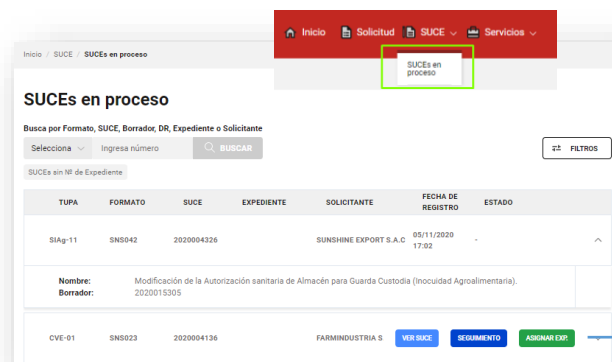 Inicio Solicitud SUCE Servicios
SUCEs en
proceso
Inicio / SUCE / SUCEs en proceso
SUCEs en proceso
Busca por Formato, SUCE, Borrador, DR, Expediente o Solicitante
Selecciona Ingresa número BUSCAR
FILTROS
SUCEs sin Nº de Expediente
TUPA FORMATO SUCE EXPEDIENTE SOLICITANTE FECHA DE REGISTRO ESTADO
SIAg-11 SNS042 2020004326 SUNSHINE EXPORT S.A.C 05/11/2020 17:02 -
Nombre: Modificación de la Autorización sanitaria de Almacén para Guarda Custodia (Inocuidad Agroalimentaria).
Borrador: 2020015305
CVE-01 SNS023 2020004136 FARMINDUSTRIA S VER SUCE SEGUIMIENTO ASIGNAR EXP.